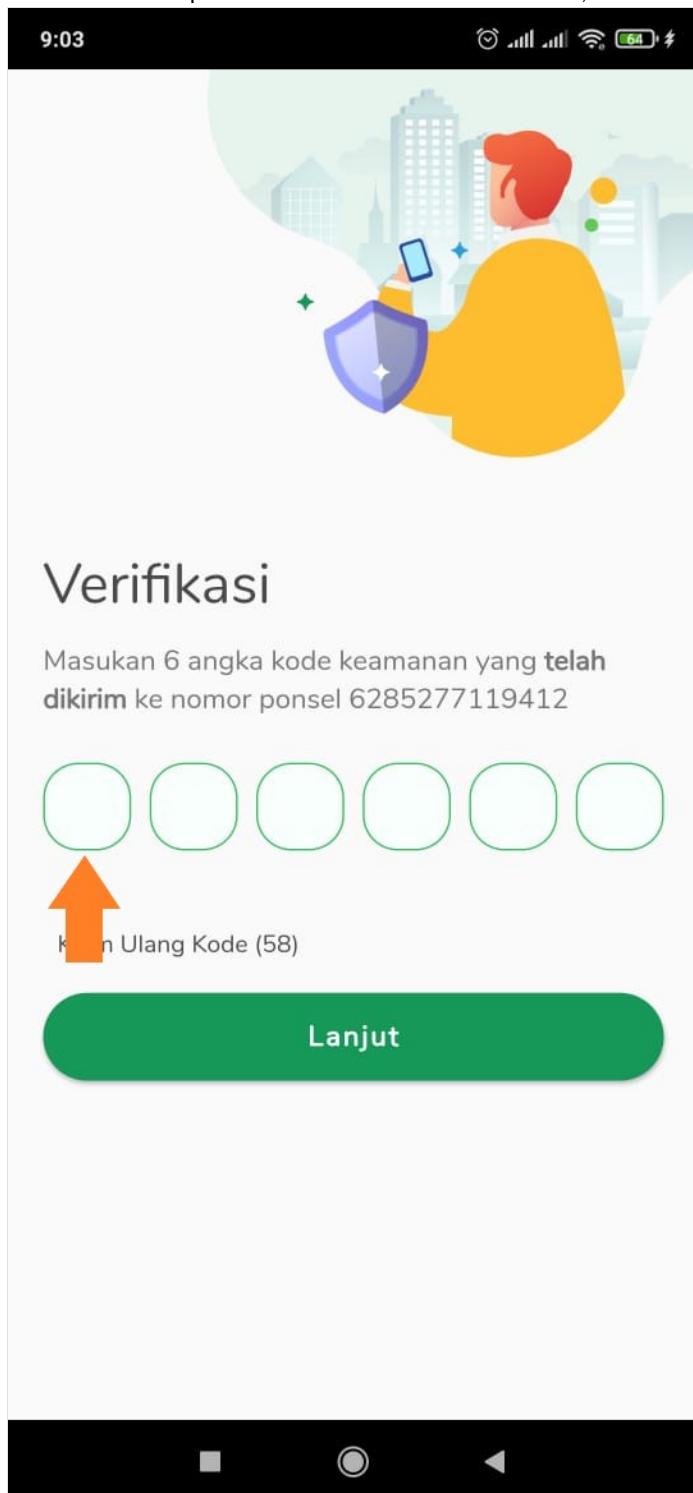 9:03
64
Verifikasi
Masukan 6 angka kode keamanan yang telah
dikirim ke nomor ponsel 6285277119412
Ulang Kode (58)
Lanjut